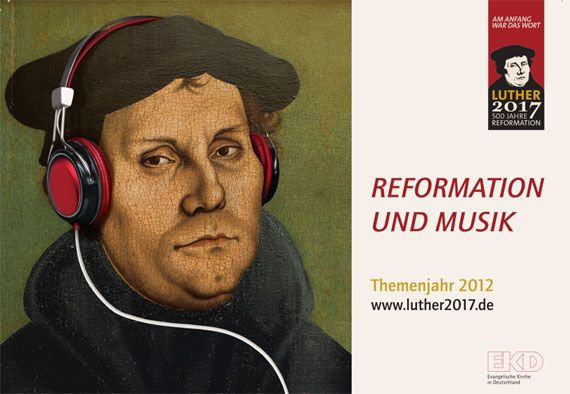 AM ANFANG
WAR DAS WORT
LUTHER
2017
500 JAHRE
REFORMATION
REFORMATION
UND MUSIK
Themenjahr 2012
www.luther2017.de
EKD
Evangelische Kirche
in Deutschland